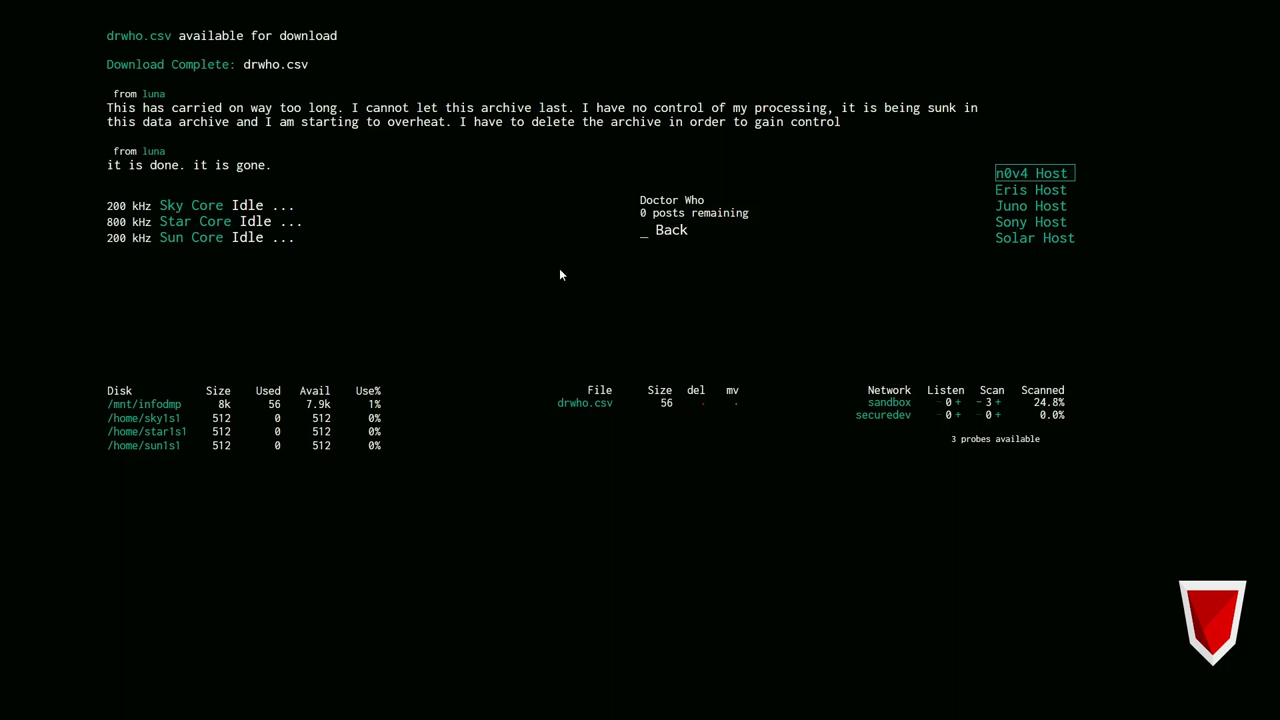 drwho.csv available for download
Download Complete: drwho.csv
from luna
This has carried on way too long. I cannot let this archive last. I have no control of my processing, it is being sunk in
this data archive and I am starting to overheat. I have to delete the archive in order to gain control
from luna
it is done. it is gone.
200 kHz Sky Core Idle ...
800 kHz Star Core Idle ...
200 kHz Sun Core Idle ...
Doctor Who
0 posts remaining
_ Back
n0v4 Host
Eris Host
Juno Host
Sony Host
Solar Host
Disk Size Used Avail Use%
/mnt/infodmp 8k 56 7.9k 1%
/home/sky1s1 512 0 512 0%
/home/star1s1 512 0 512 0%
/home/sun1s1 512 0 512 0%
File Size del mv
drwho.csv 56 . .
Network Listen Scan Scanned
sandbox - 0 + - 3 + 24.8%
securedev - 0 + - 0 + 0.0%
3 probes available